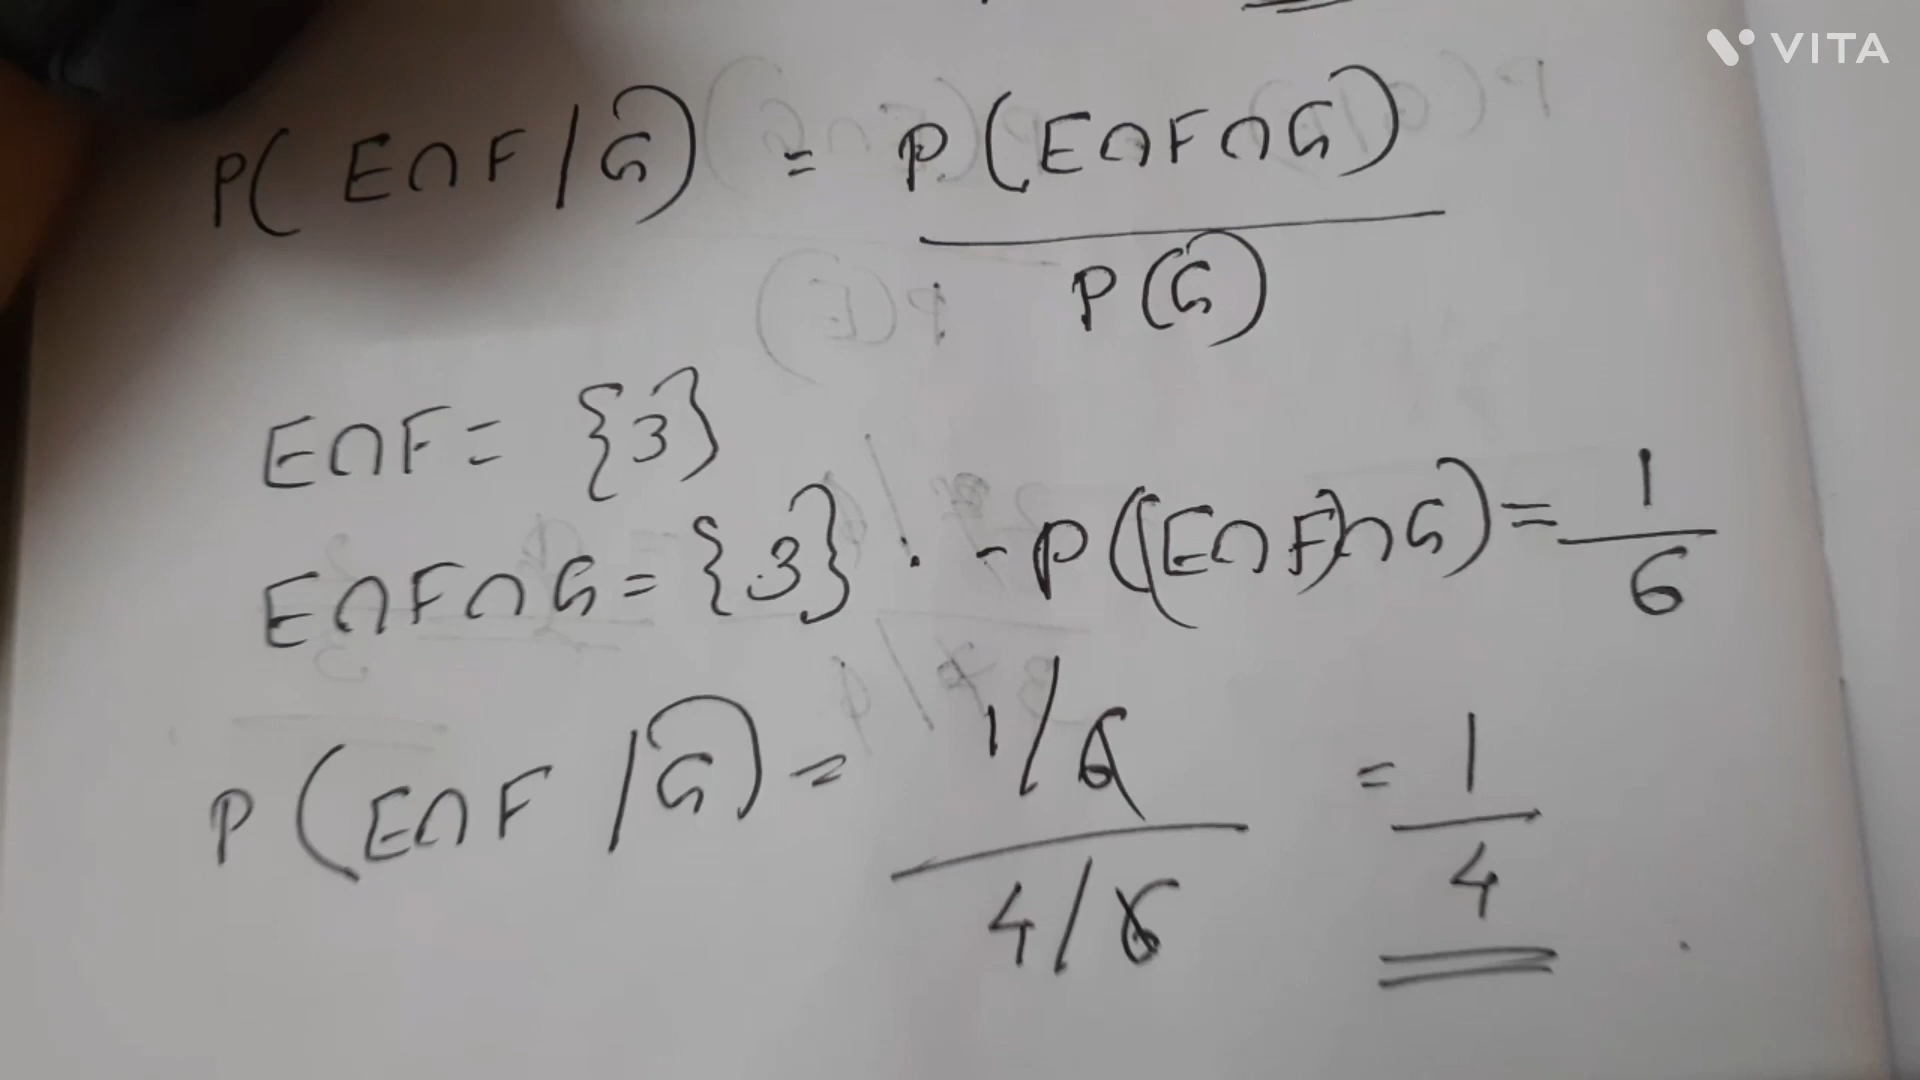 VITA
P(E∩F/G) = P(E∩F∩G)
P(G)
E∩F = {3}
E∩F∩G = {3} . - P((E∩F)∩G) = 1/6
P(E∩F/G) = 1/6 = 1
4/6 4